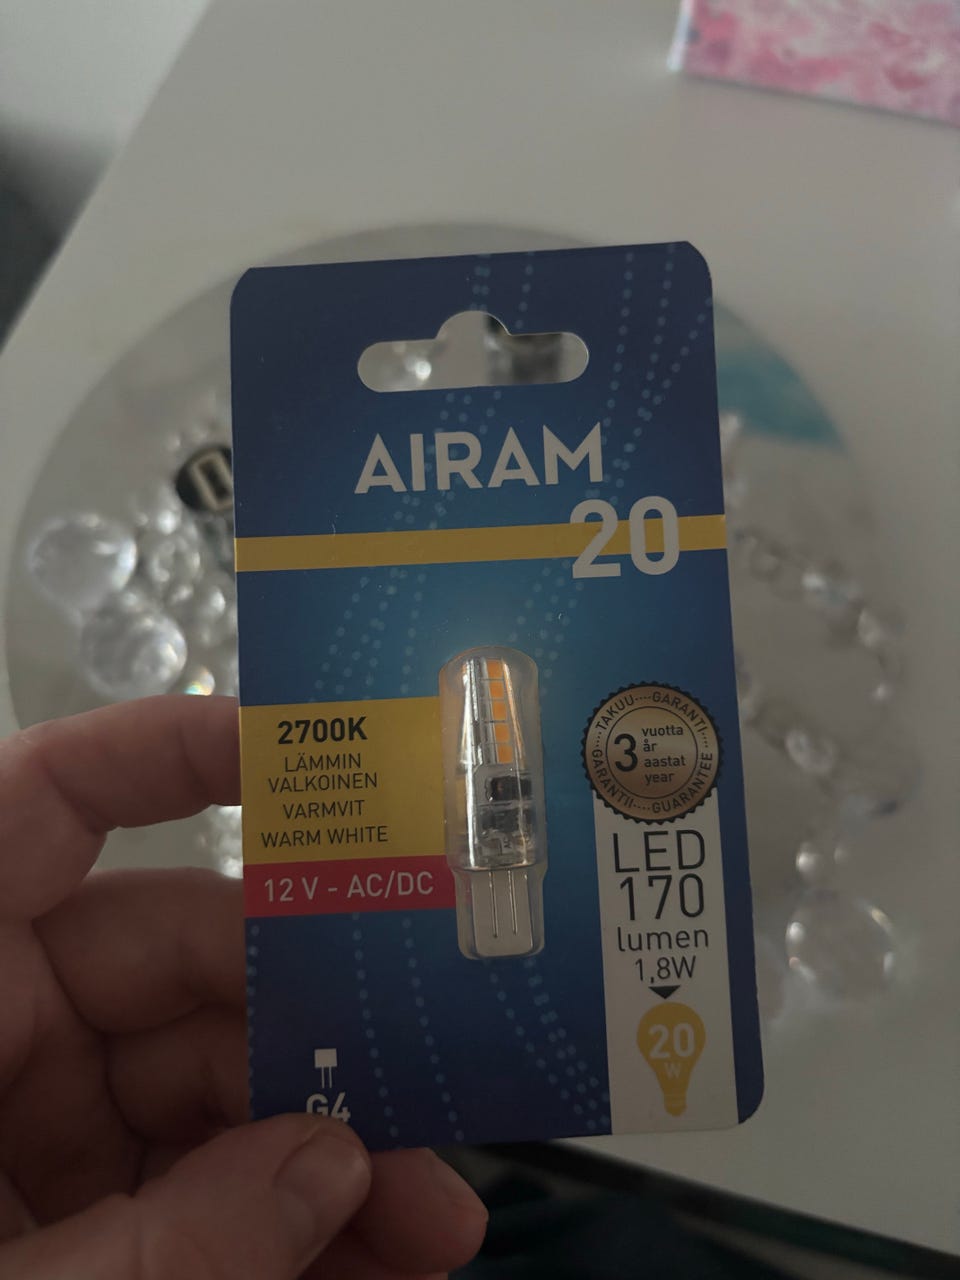 AIRAM
20
2700K
LÄMMIN
VALKOINEN
VARMVIT
WARM WHITE
12 V - AC/DC
TAKUU----GARANTI----GUARANTEE----GARANTII
3 vuotta
år
aastat
year
LED
170
lumen
1,8W
20
W
G4